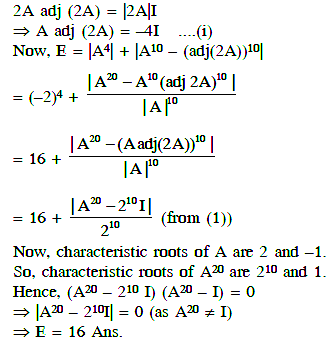 2A adj (2A) = |2A|I
⇒ A adj (2A) = –4I ....(i)
Now, E = |A⁴| + |A¹⁰ – (adj(2A))¹⁰|
= (–2)⁴ + | A²⁰ – A¹⁰ (adj 2A)¹⁰ | / | A |¹⁰
= 16 + | A²⁰ – (A adj(2A))¹⁰ | / | A |¹⁰
= 16 + | A²⁰ – 2¹⁰ I | / 2¹⁰ (from (1))
Now, characteristic roots of A are 2 and –1.
So, characteristic roots of A²⁰ are 2¹⁰ and 1.
Hence, (A²⁰ – 2¹⁰ I) (A²⁰ – I) = 0
⇒ |A²⁰ – 2¹⁰I| = 0 (as A²⁰ ≠ I)
⇒ E = 16 Ans.